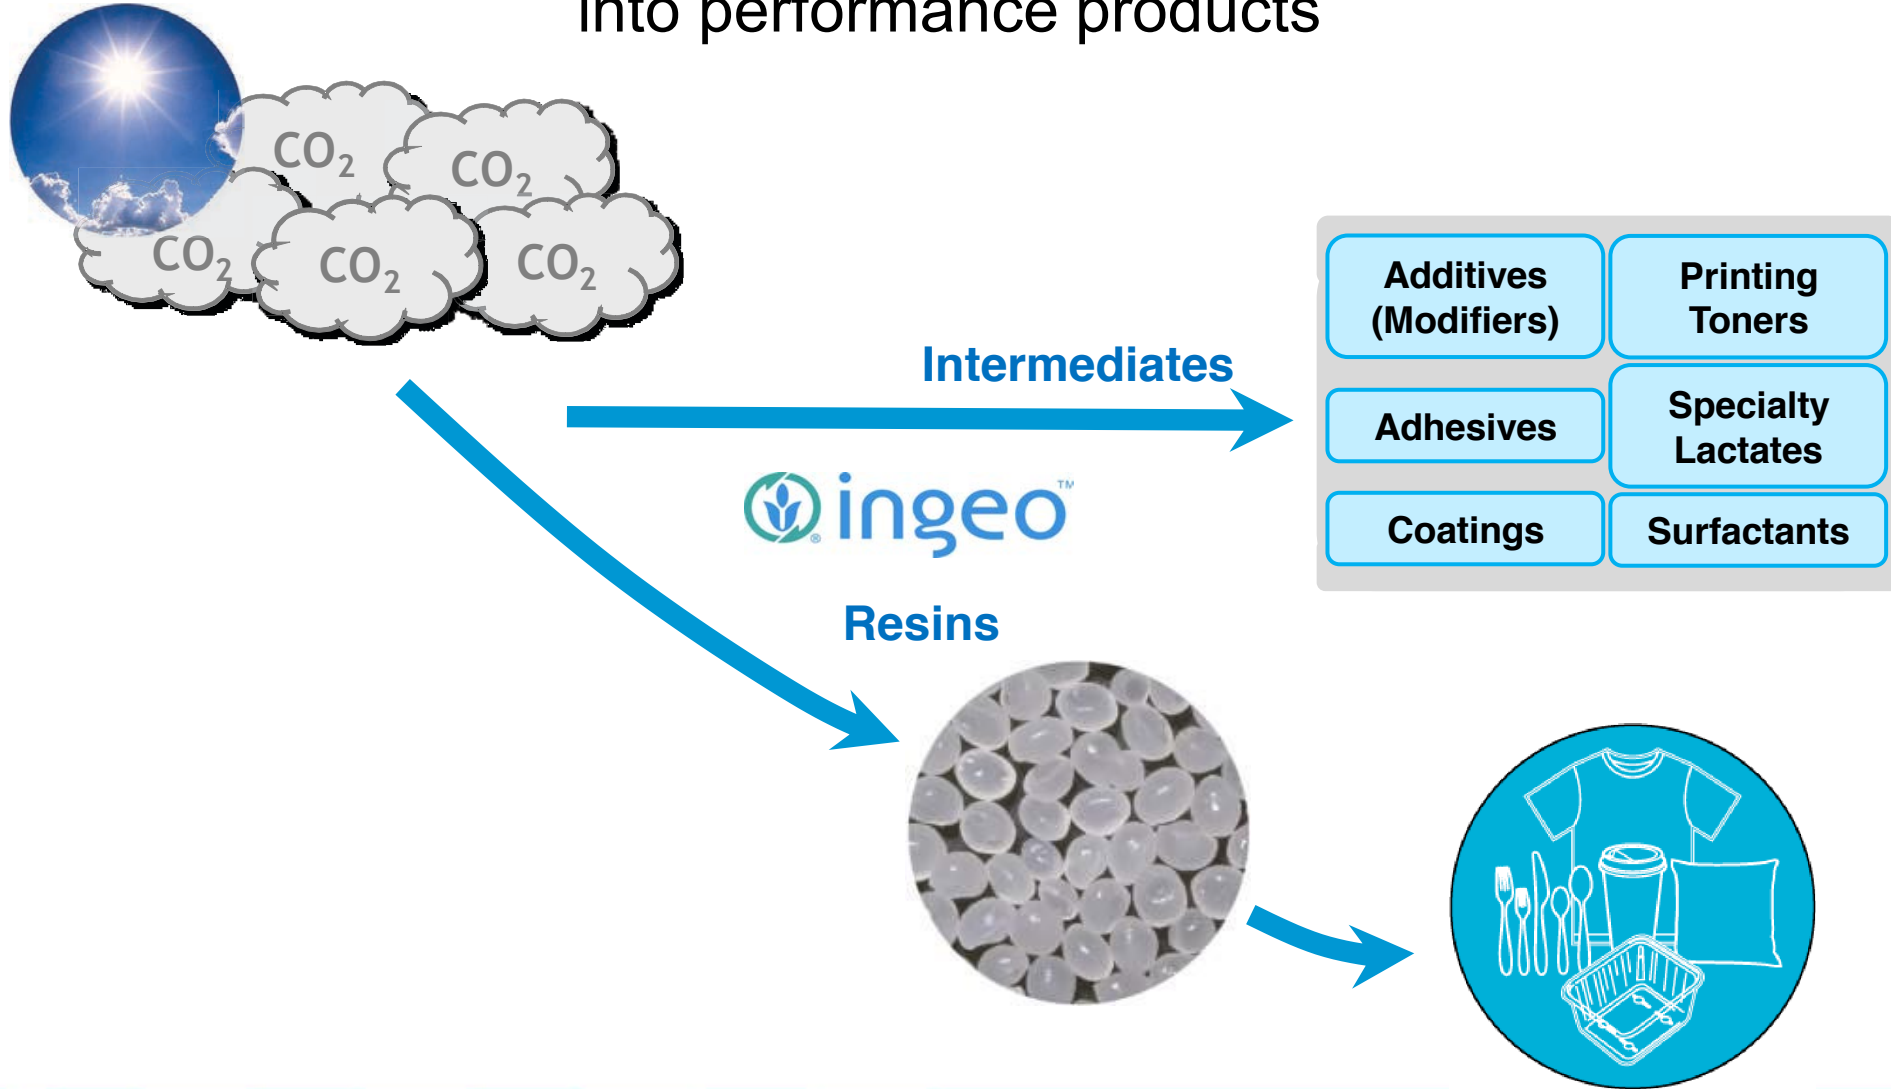 into performance products
CO2
CO2
CO2
CO2
CO2
Intermediates
ingeo™
®
Resins
Additives
(Modifiers)
Printing
Toners
Adhesives
Specialty
Lactates
Coatings
Surfactants